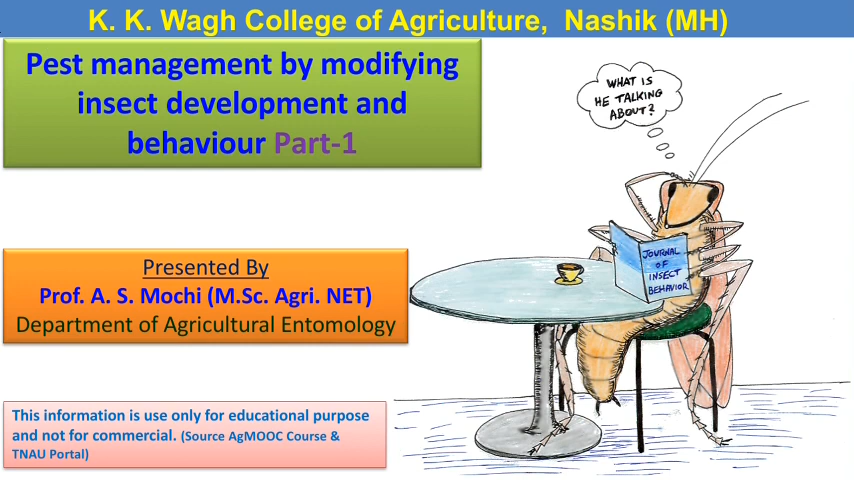 K. K. Wagh College of Agriculture, Nashik (MH)
Pest management by modifying
insect development and
behaviour Part-1
WHAT IS
HE TALKING
ABOUT?
JOURNAL
OF
INSECT
BEHAVIOR
Presented By
Prof. A. S. Mochi (M.Sc. Agri. NET)
Department of Agricultural Entomology
This information is use only for educational purpose
and not for commercial. (Source AgMOOC Course &
TNAU Portal)